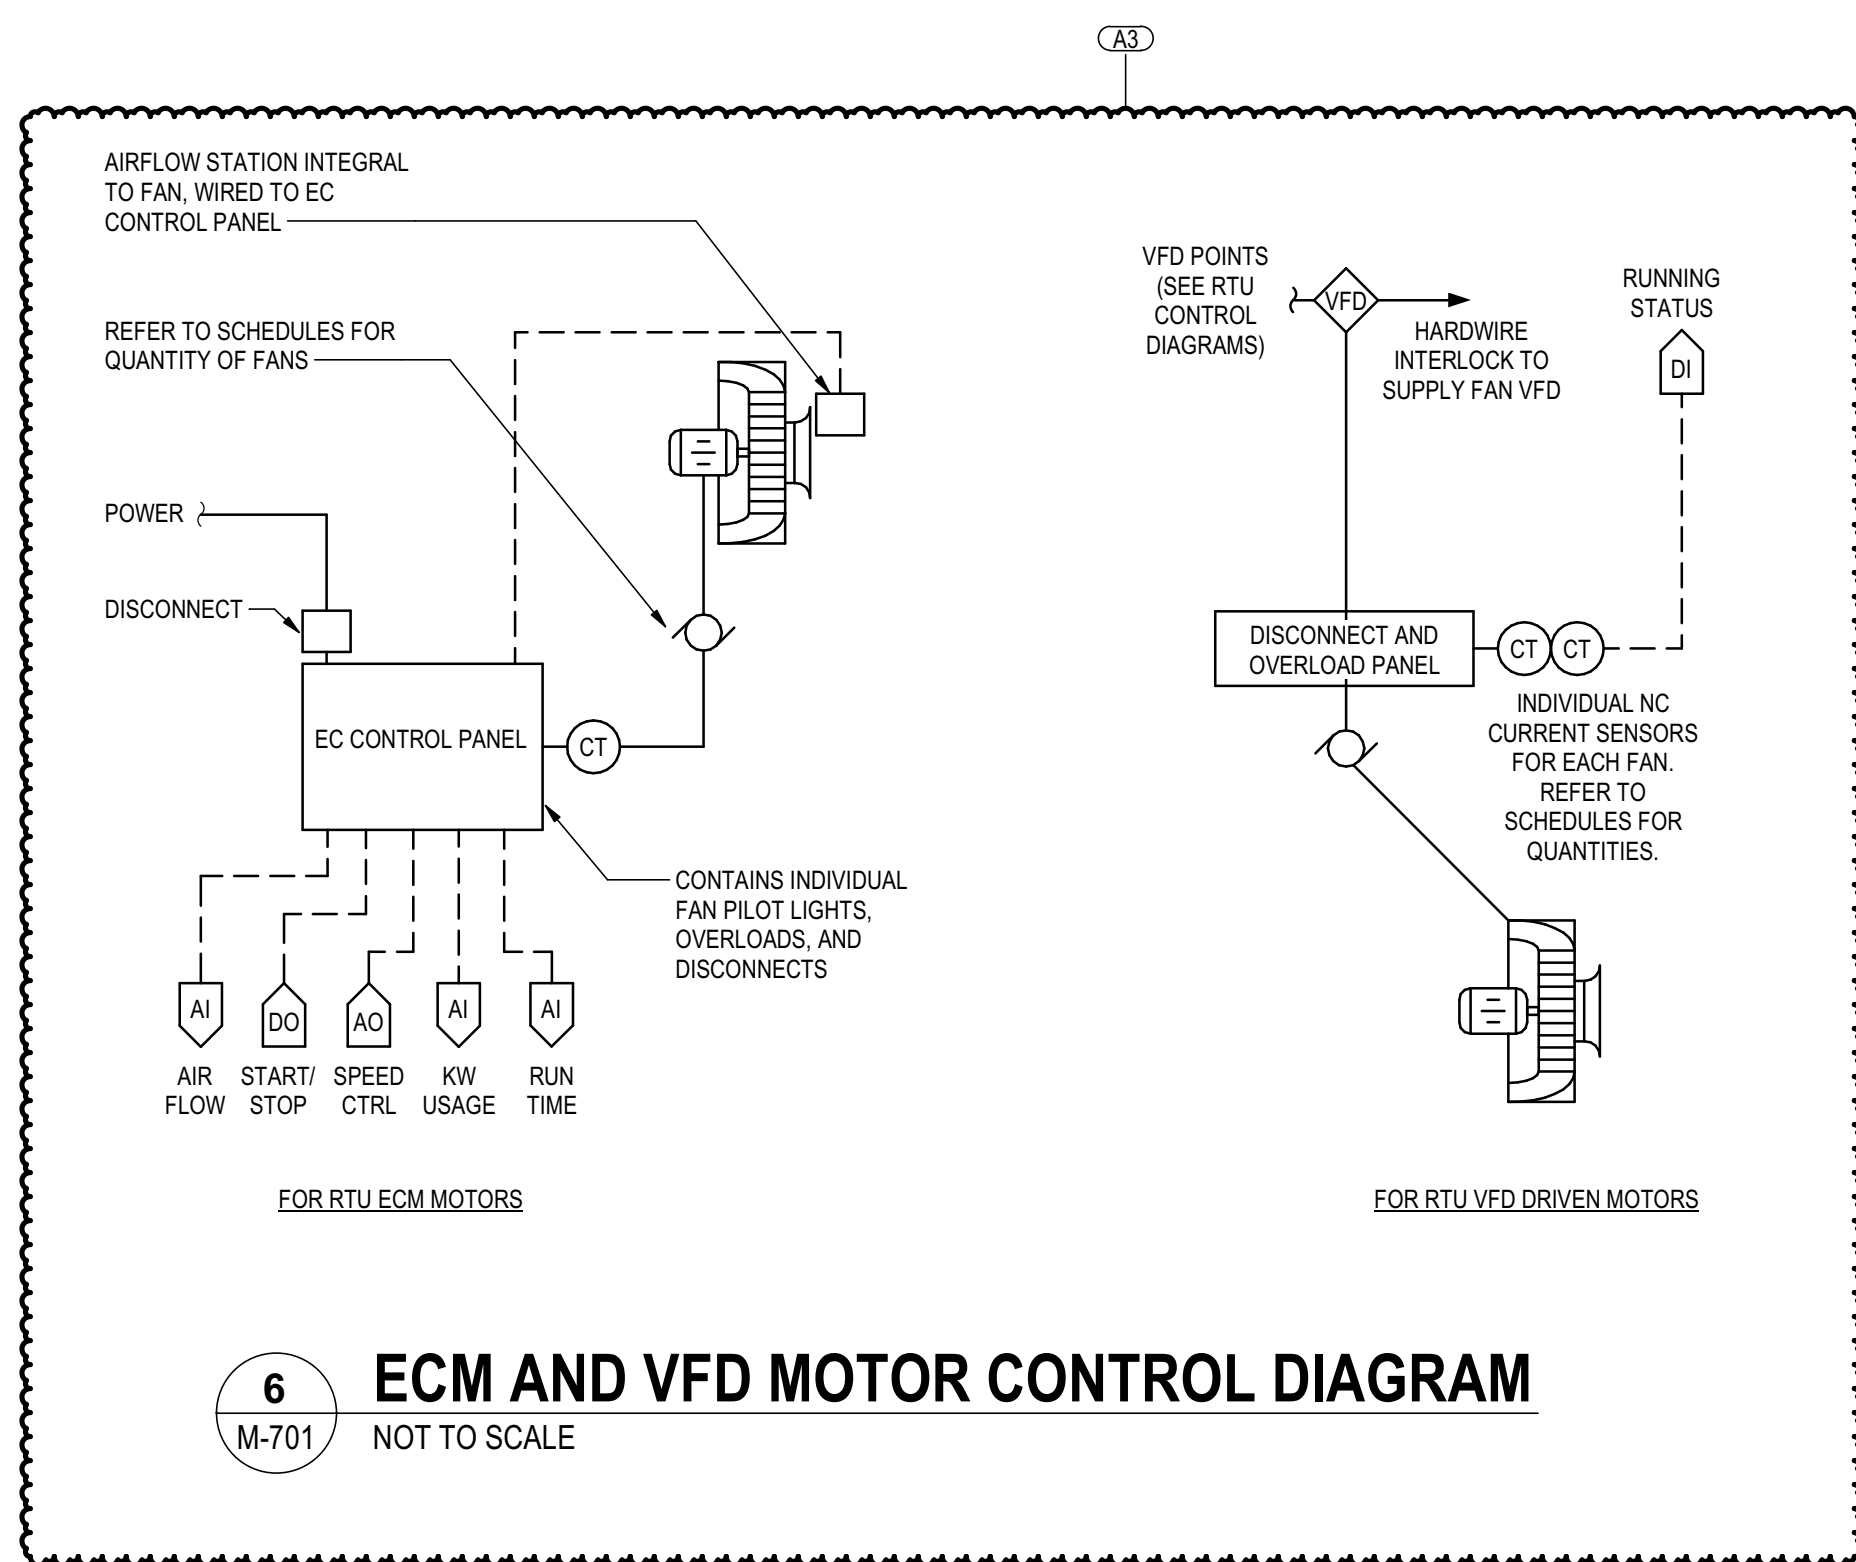 A3
AIRFLOW STATION INTEGRAL
TO FAN, WIRED TO EC
CONTROL PANEL
REFER TO SCHEDULES FOR
QUANTITY OF FANS
POWER
DISCONNECT
EC CONTROL PANEL
CT
CONTAINS INDIVIDUAL
FAN PILOT LIGHTS,
OVERLOADS, AND
DISCONNECTS
AI
DO
AO
AI
AI
AIR
FLOW
START/
STOP
SPEED
CTRL
KW
USAGE
RUN
TIME
FOR RTU ECM MOTORS
VFD POINTS
(SEE RTU
CONTROL
DIAGRAMS)
VFD
HARDWIRE
INTERLOCK TO
SUPPLY FAN VFD
RUNNING
STATUS
DI
DISCONNECT AND
OVERLOAD PANEL
CT
CT
INDIVIDUAL NC
CURRENT SENSORS
FOR EACH FAN.
REFER TO
SCHEDULES FOR
QUANTITIES.
FOR RTU VFD DRIVEN MOTORS
6
M-701
ECM AND VFD MOTOR CONTROL DIAGRAM
NOT TO SCALE